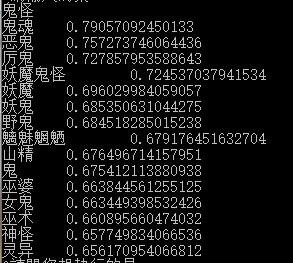 鬼怪
鬼魂 0.79057092450133
恶鬼 0.757273746064436
厉鬼 0.727857953588643
妖魔鬼怪 0.724537037941534
妖魔 0.696029984059057
妖鬼 0.685350631044275
野鬼 0.684518285015238
魑魅魍魉 0.679176451632704
山精 0.676496714157951
鬼 0.675412113880938
巫婆 0.663844561255125
女鬼 0.663449398532426
巫术 0.660895660474032
神怪 0.657749834066536
灵异 0.656170954066812